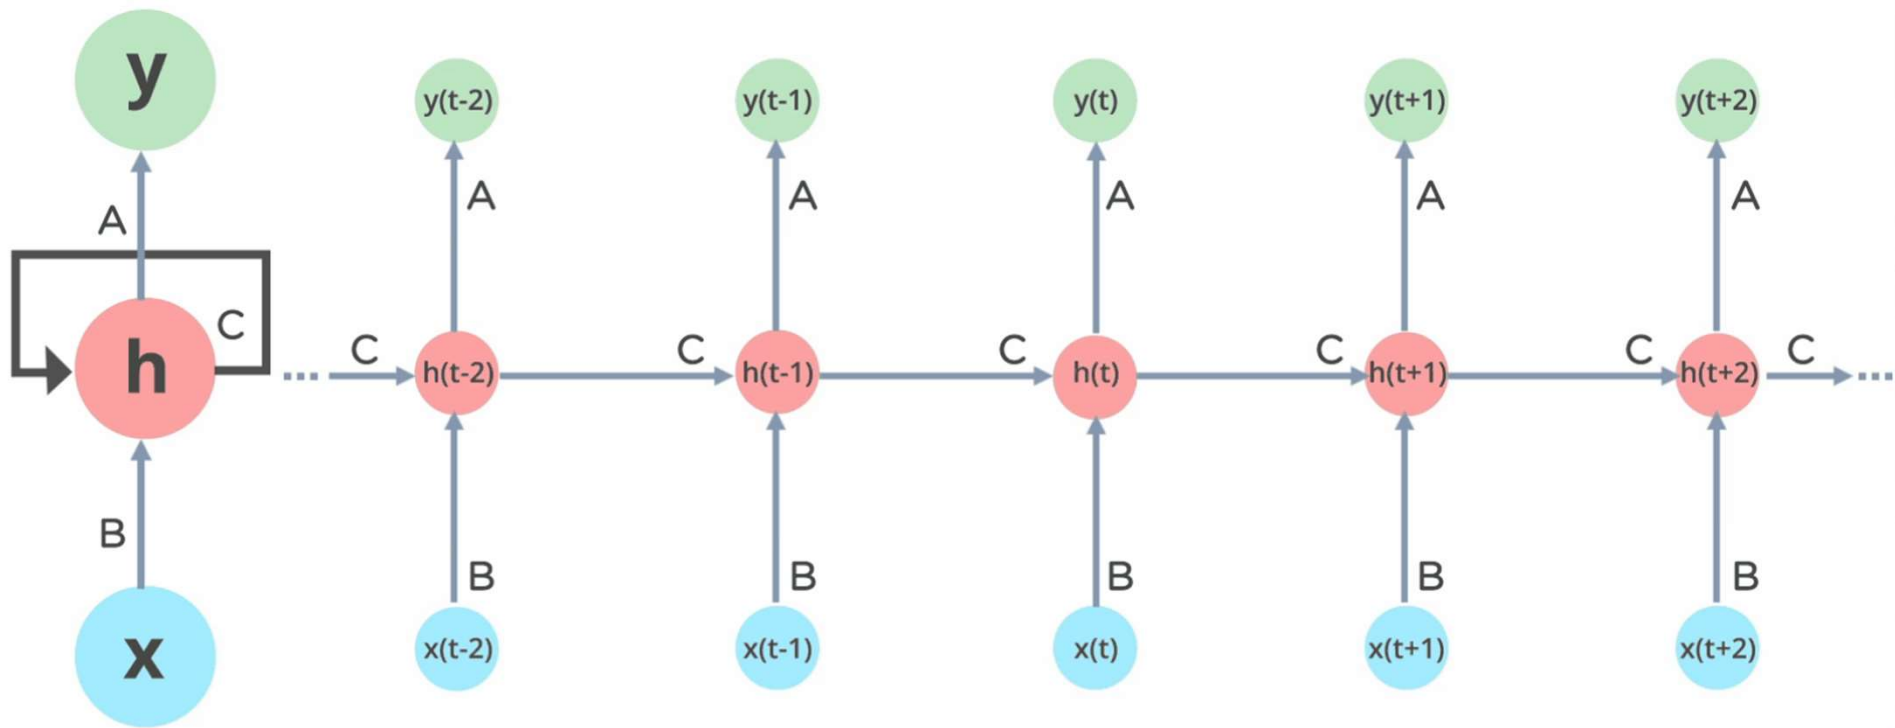 y
y(t-2) y(t-1) y(t) y(t+1) y(t+2)
A
A A A A A
C
C C C C C C
h
h(t-2) h(t-1) h(t) h(t+1) h(t+2)
B
B B B B B
x
x(t-2) x(t-1) x(t) x(t+1) x(t+2)